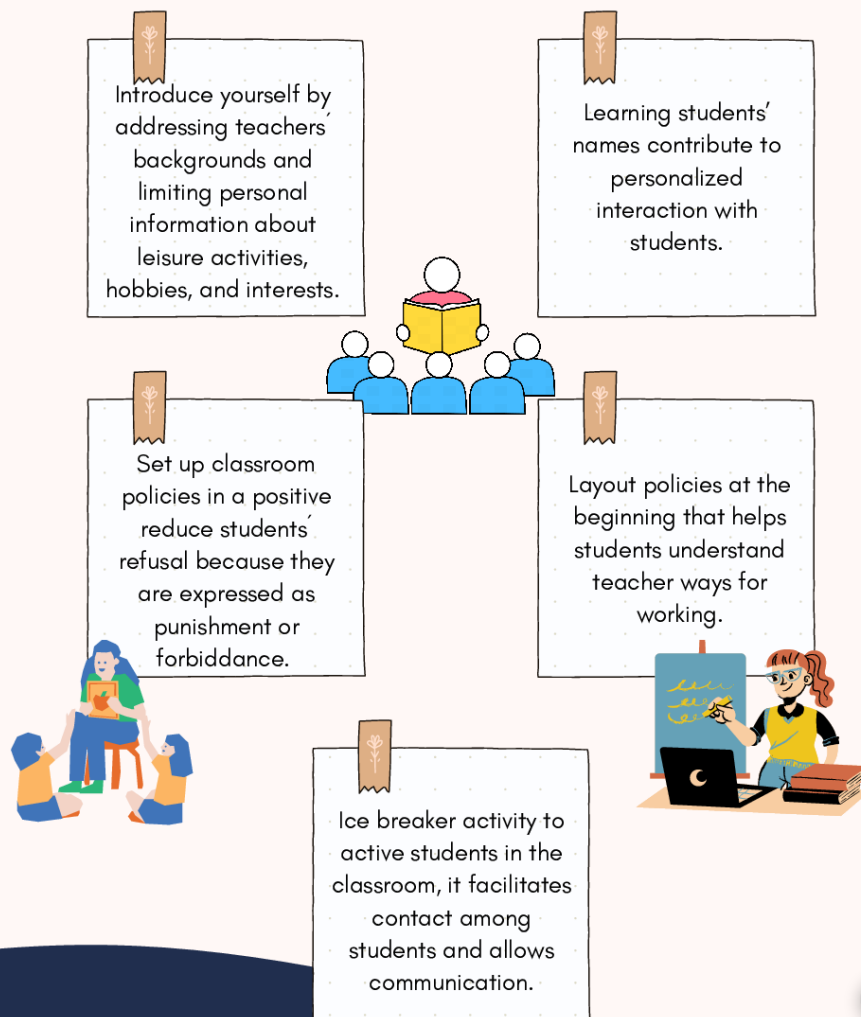 Introduce yourself by
addressing teachers´
backgrounds and
limiting personal
information about
leisure activities,
hobbies, and interests.
Learning students’
names contribute to
personalized
interaction with
students.
Set up classroom
policies in a positive
reduce students´
refusal because they
are expressed as
punishment or
forbiddance.
Layout policies at the
beginning that helps
students understand
teacher ways for
working.
Ice breaker activity to
active students in the
classroom, it facilitates
contact among
students and allows
communication.